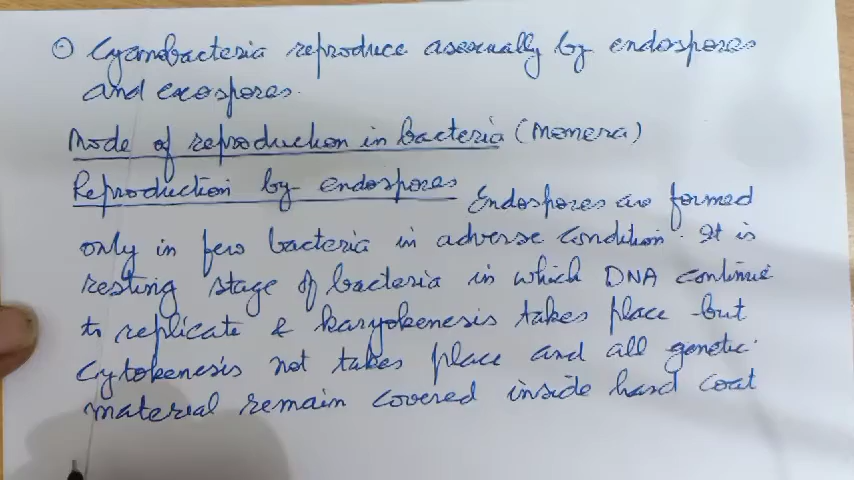 ⊙ Cyanobacteria reproduce asexually by endospores
and exospores.
Mode of reproduction in bacteria (Monera)
Reproduction by endospores Endospores are formed
only in few bacteria in adverse condition. It is
resting stage of bacteria in which DNA continue
to replicate & karyokenesis takes place but
Cytokenesis not takes place and all genetic
material remain covered inside hard coat